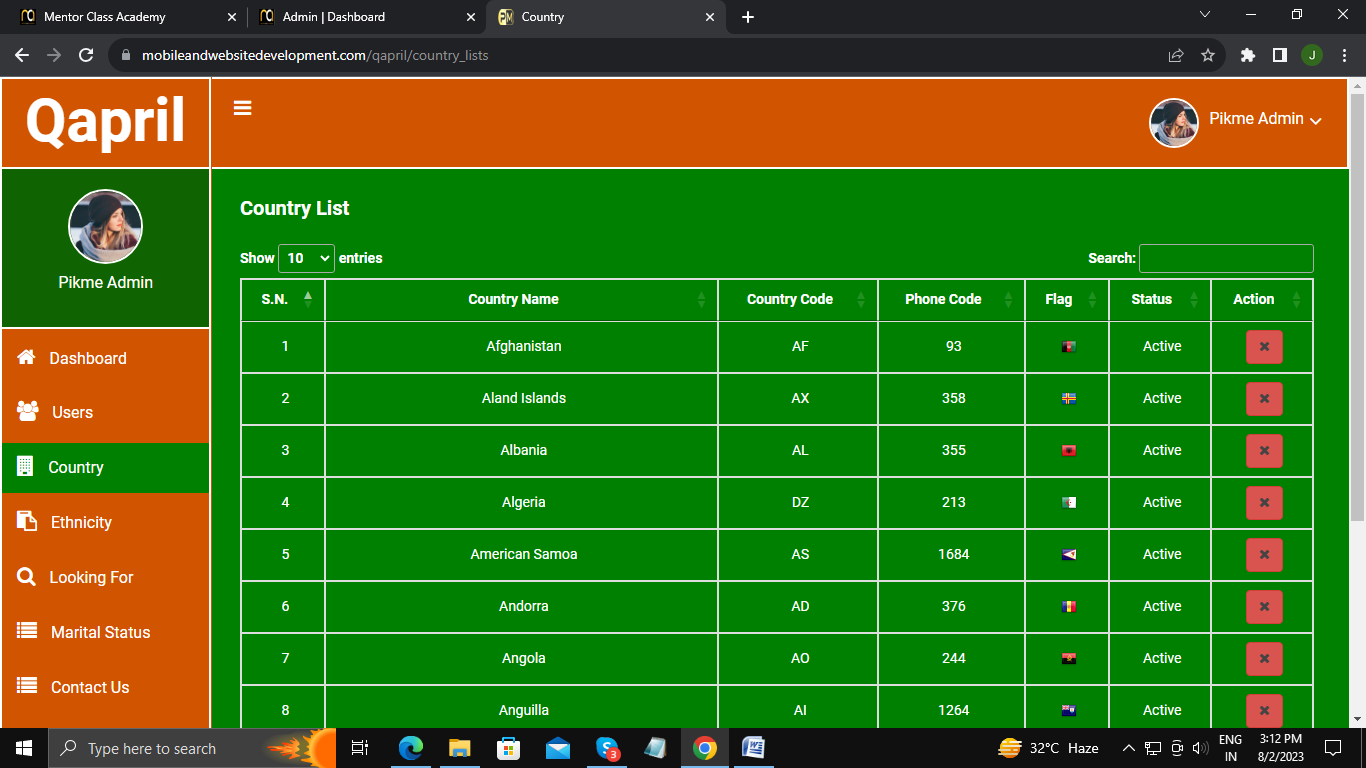 Mentor Class Academy
Admin | Dashboard
Country
mobileandwebsitedevelopment.com/qapril/country_lists
J
Qapril
Pikme Admin
Pikme Admin
Dashboard
Users
Country
Ethnicity
Looking For
Marital Status
Contact Us
Country List
Show 10 entries
Search:
S.N. Country Name Country Code Phone Code Flag Status Action
1 Afghanistan AF 93 Active
2 Aland Islands AX 358 Active
3 Albania AL 355 Active
4 Algeria DZ 213 Active
5 American Samoa AS 1684 Active
6 Andorra AD 376 Active
7 Angola AO 244 Active
8 Anguilla AI 1264 Active
Type here to search
3
32°C Haze
ENG
IN
3:12 PM
8/2/2023